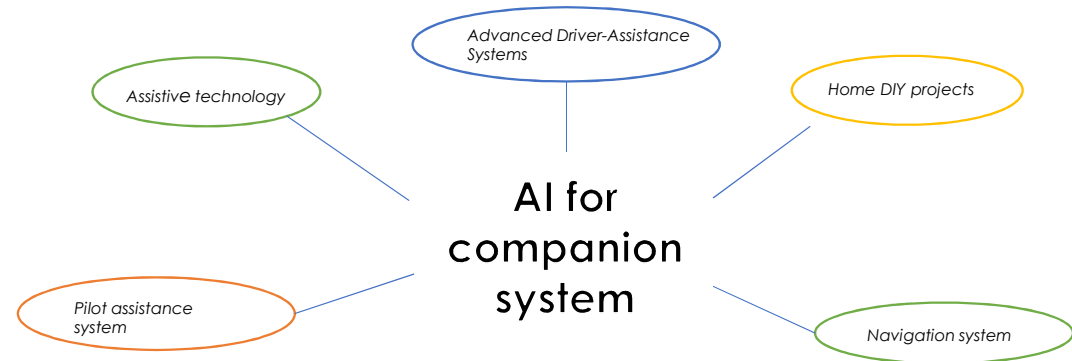 Advanced Driver-Assistance
Systems
Assistive technology
Home DIY projects
AI for
companion
system
Pilot assistance
system
Navigation system